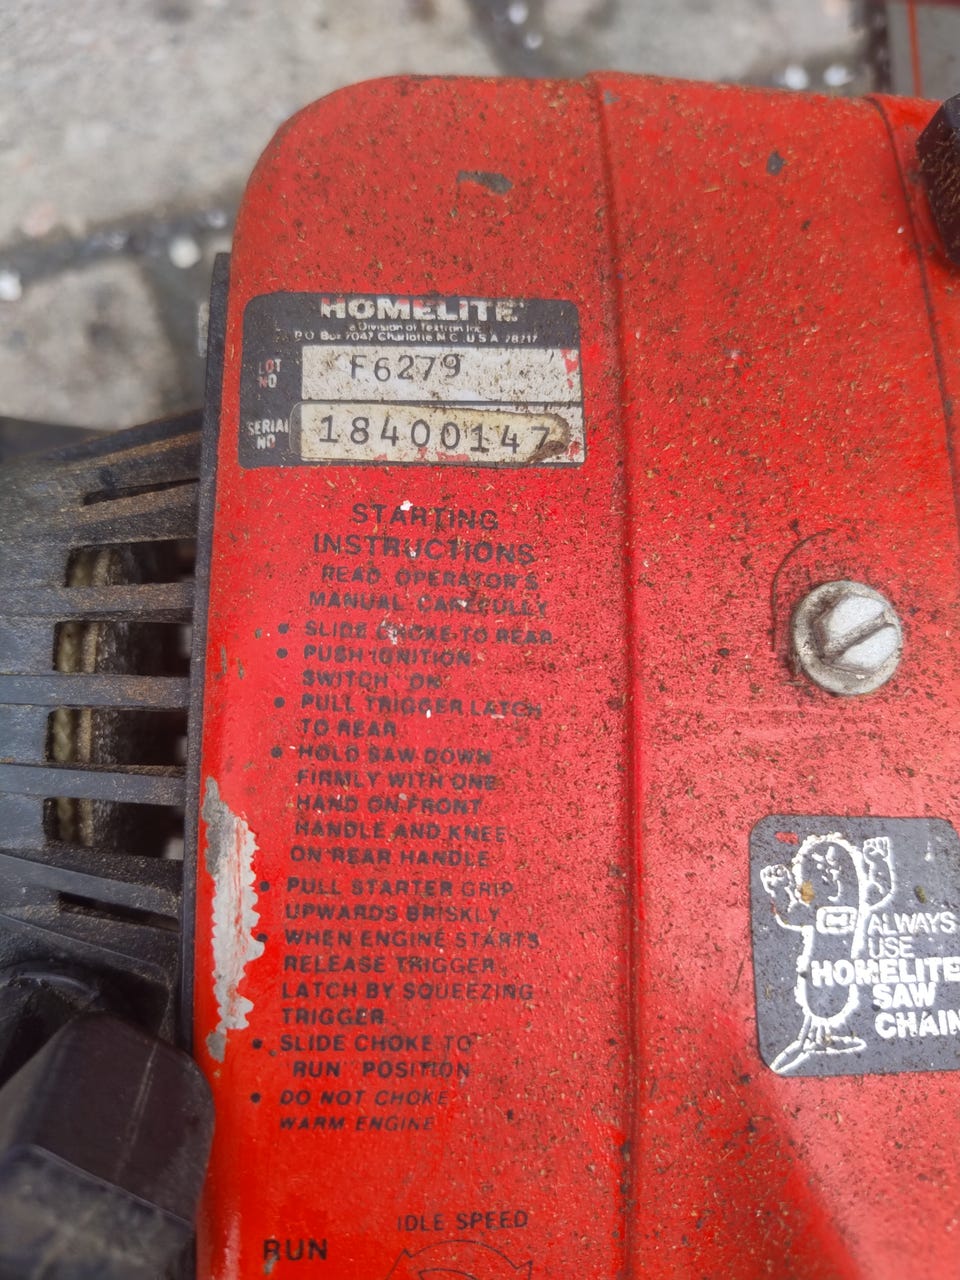 HOMELITE
a Division of Textron Inc.
P.O. Box 7047 Charlotte N.C. U.S.A. 28217
LOT NO
F6279
SERIAL NO
18400147
STARTING
INSTRUCTIONS
READ OPERATOR'S
MANUAL CAREFULLY
• SLIDE CHOKE TO REAR
• PUSH IGNITION
SWITCH "ON"
• PULL TRIGGER LATCH
TO REAR
• HOLD SAW DOWN
FIRMLY WITH ONE
HAND ON FRONT
HANDLE AND KNEE
ON REAR HANDLE
• PULL STARTER GRIP
UPWARDS BRISKLY
• WHEN ENGINE STARTS
RELEASE TRIGGER
LATCH BY SQUEEZING
TRIGGER
• SLIDE CHOKE TO
"RUN" POSITION
• DO NOT CHOKE
WARM ENGINE
IDLE SPEED
RUN
ALWAYS
USE
HOMELITE
SAW
CHAIN